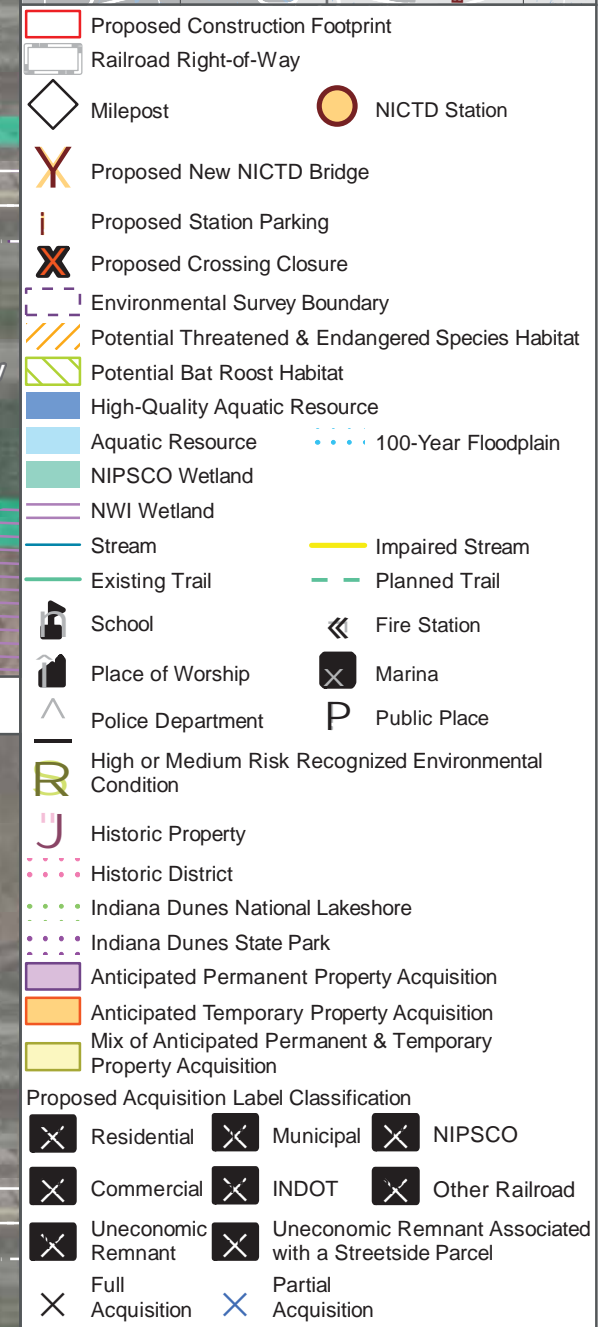 Proposed Construction Footprint
Railroad Right-of-Way
Milepost
NICTD Station
Proposed New NICTD Bridge
Proposed Station Parking
Proposed Crossing Closure
Environmental Survey Boundary
Potential Threatened & Endangered Species Habitat
Potential Bat Roost Habitat
High-Quality Aquatic Resource
Aquatic Resource
100-Year Floodplain
NIPSCO Wetland
NWI Wetland
Stream
Impaired Stream
Existing Trail
Planned Trail
School
Fire Station
Place of Worship
Marina
Police Department
P Public Place
High or Medium Risk Recognized Environmental
Condition
Historic Property
Historic District
Indiana Dunes National Lakeshore
Indiana Dunes State Park
Anticipated Permanent Property Acquisition
Anticipated Temporary Property Acquisition
Mix of Anticipated Permanent & Temporary
Property Acquisition
Proposed Acquisition Label Classification
Residential
Municipal
NIPSCO
Commercial
INDOT
Other Railroad
Uneconomic
Remnant
Uneconomic Remnant Associated
with a Streetside Parcel
Full
Acquisition
Partial
Acquisition